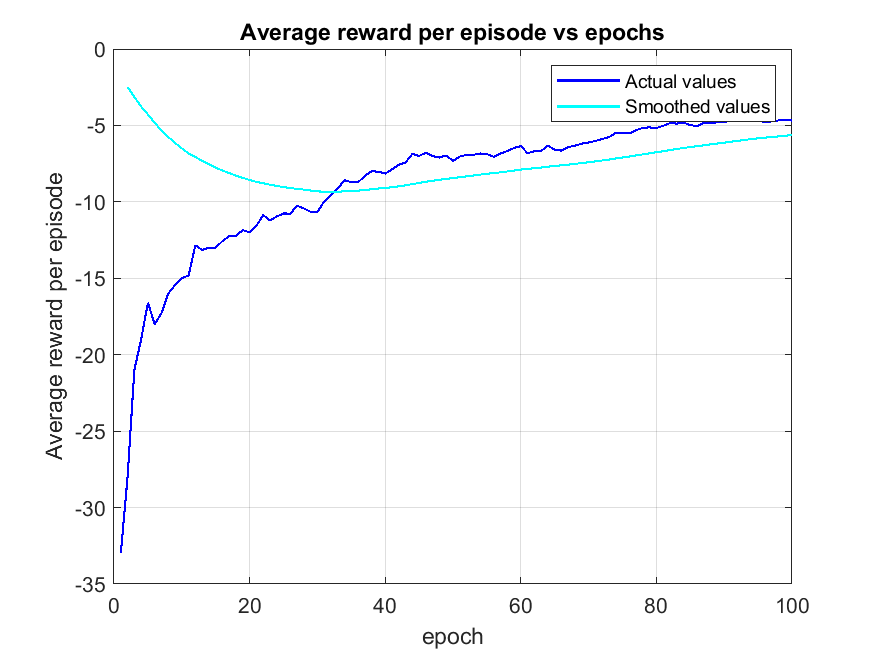 Average reward per episode vs epochs
Actual values
Smoothed values
0
-5
-10
-15
-20
-25
-30
-35
Average reward per episode
0 20 40 60 80 100
epoch